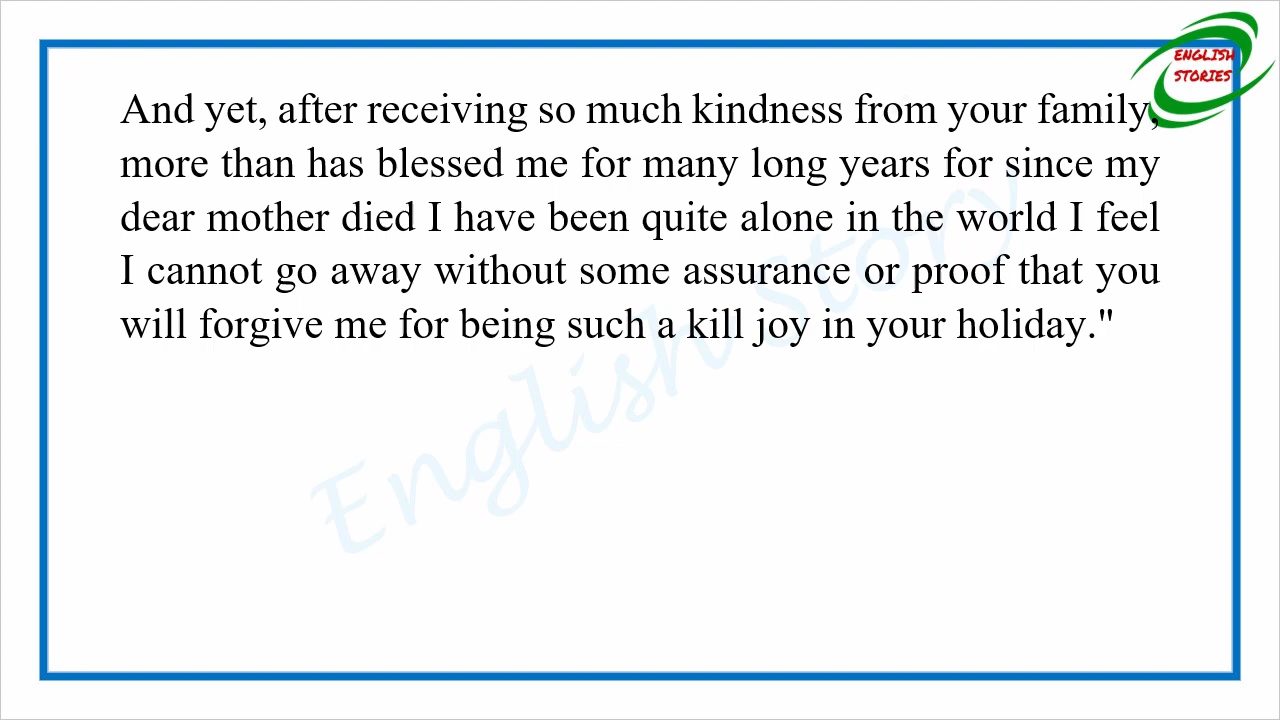 ENGLISH
STORIES
And yet, after receiving so much kindness from your family,
more than has blessed me for many long years for since my
dear mother died I have been quite alone in the world I feel
I cannot go away without some assurance or proof that you
will forgive me for being such a kill joy in your holiday."
English Story